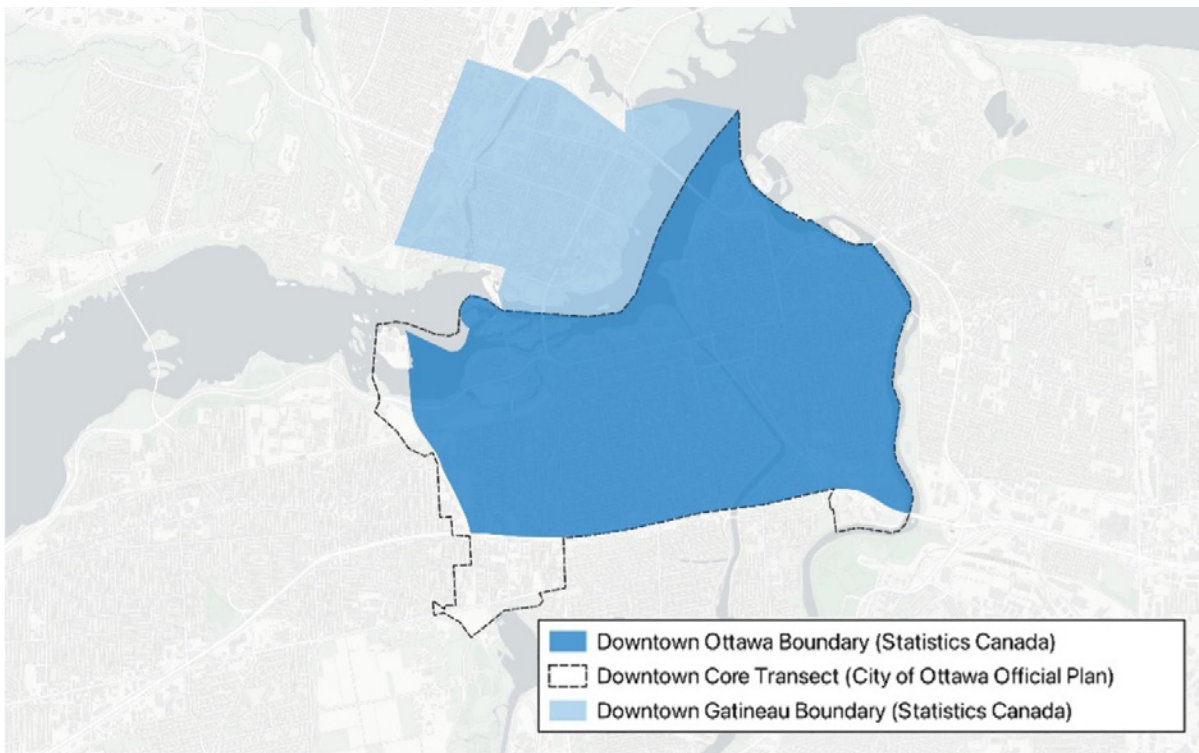 Downtown Ottawa Boundary (Statistics Canada)
Downtown Core Transect (City of Ottawa Official Plan)
Downtown Gatineau Boundary (Statistics Canada)